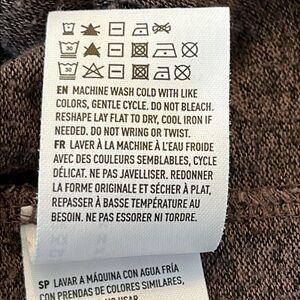 EN MACHINE WASH COLD WITH LIKE
COLORS, GENTLE CYCLE. DO NOT BLEACH.
RESHAPE LAY FLAT TO DRY, COOL IRON IF
NEEDED. DO NOT WRING OR TWIST.
FR LAVER À LA MACHINE À L'EAU FROIDE
AVEC DES COULEURS SEMBLABLES, CYCLE
DÉLICAT. NE PAS JAVELLISER. REDONNER
LA FORME ORIGINALE ET SÉCHER À PLAT,
REPASSER À BASSE TEMPÉRATURE AU
BESOIN. NE PAS ESSORER NI TORDRE.
SP LAVAR A MÁQUINA CON AGUA FRÍA
CON PRENDAS DE COLORES SIMILARES,